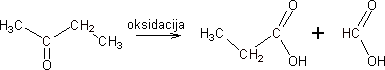 H₃C CH₂ CH₃ O
oksidacija
H₃C CH₂ O OH
+
O HC OH